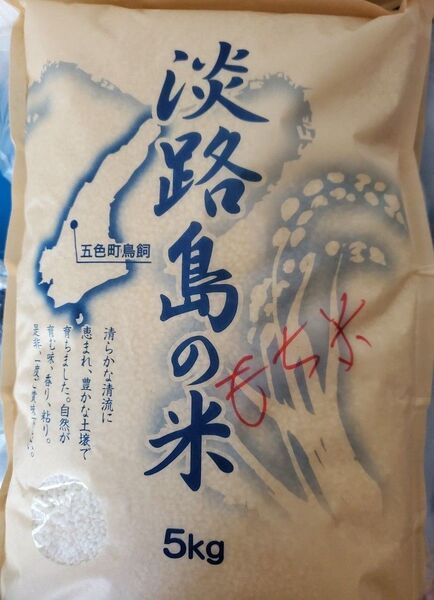 淡路島の米
もち米
五色町鳥飼
清らかな清流に
恵まれ、豊かな土壌で
育ちました。自然が
育む味、香り、粘り。
是非、一度ご賞味下さい。
5kg